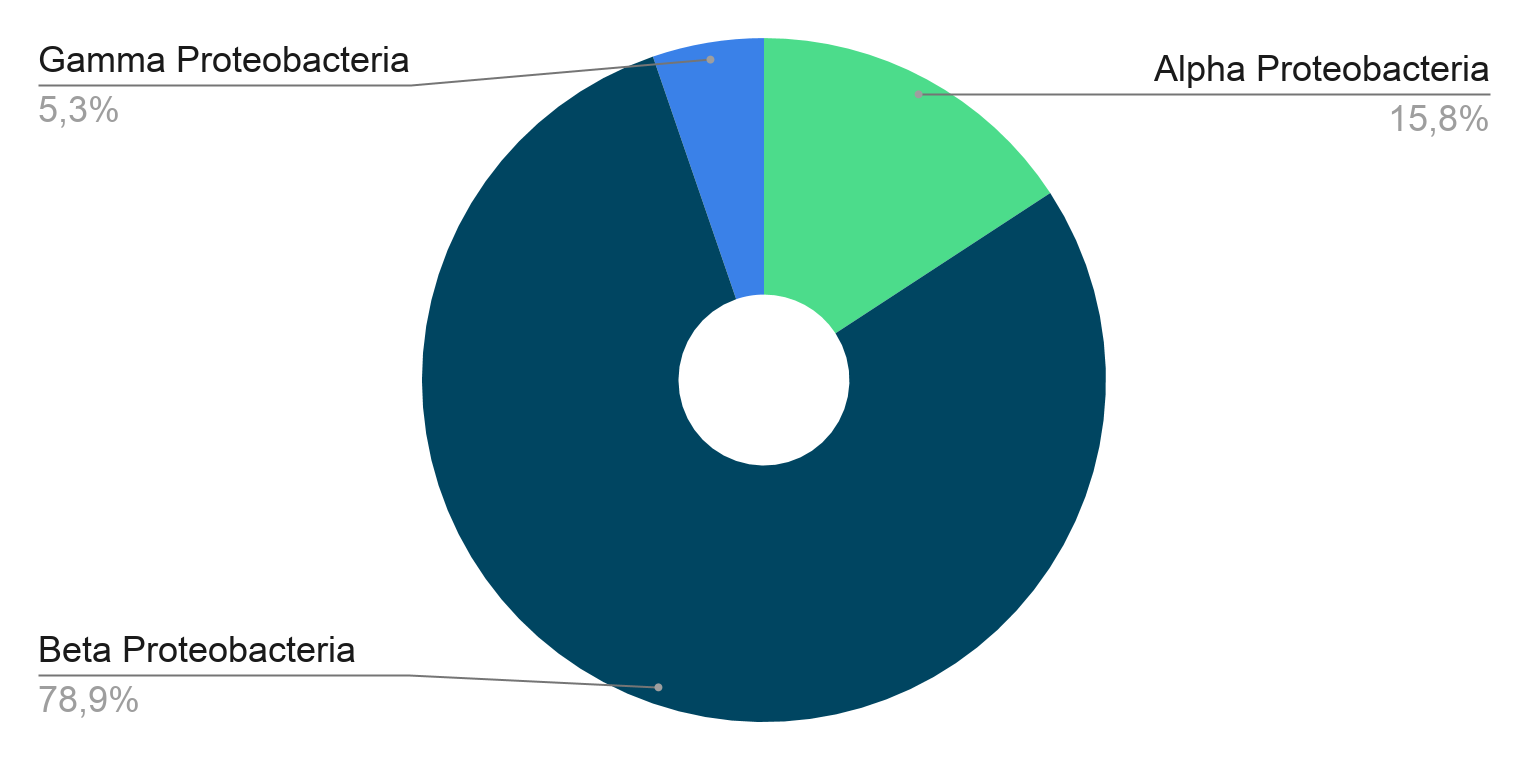 Gamma Proteobacteria
5,3%
Alpha Proteobacteria
15,8%
Beta Proteobacteria
78,9%